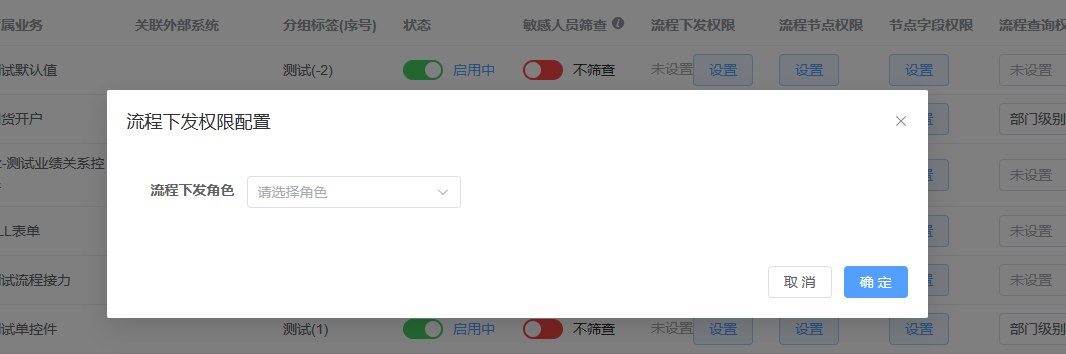 属业务 关联外部系统 分组标签(序号) 状态 敏感人员筛查 流程下发权限 流程节点权限 节点字段权限 流程查询权
试默认值 测试(-2) 启用中 不筛查 未设置 设置 设置 设置 未设置
货开户 置 部门级别
流程下发权限配置
-测试业绩关系控 置 未设置
流程下发角色 请选择角色
LL表单 置 未设置
试流程接力 置 未设置
取消 确定
试单控件 测试(1) 启用中 不筛查 未设置 设置 设置 设置 部门级别